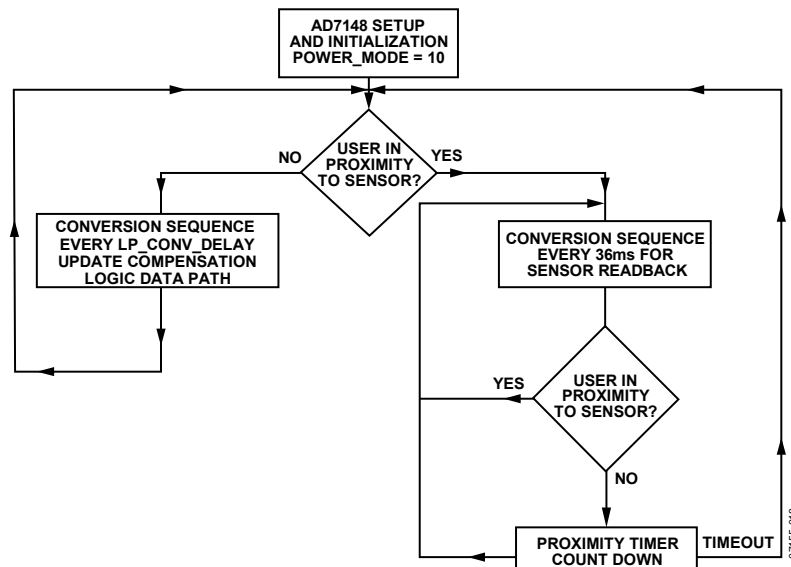 AD7148 SETUP
AND INITIALIZATION
POWER_MODE = 10
USER IN
PROXIMITY
TO SENSOR?
NO
YES
CONVERSION SEQUENCE
EVERY LP_CONV_DELAY
UPDATE COMPENSATION
LOGIC DATA PATH
CONVERSION SEQUENCE
EVERY 36ms FOR
SENSOR READBACK
YES
USER IN
PROXIMITY
TO SENSOR?
NO
PROXIMITY TIMER
COUNT DOWN
TIMEOUT